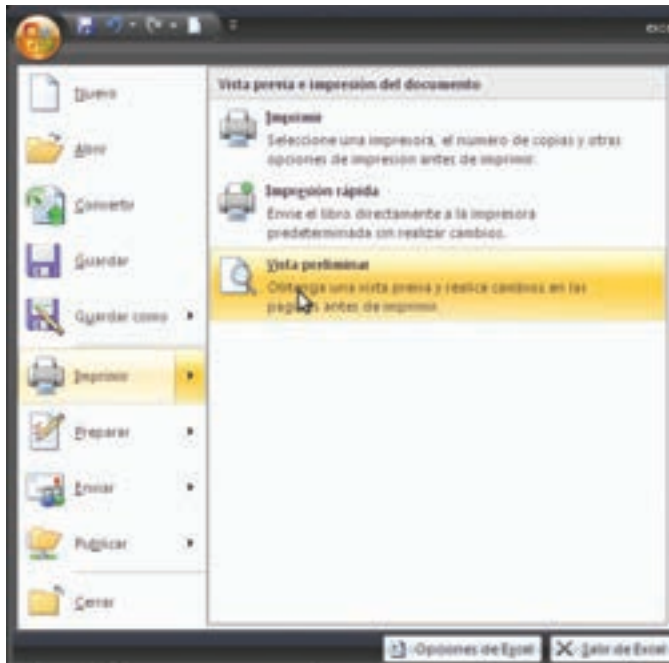 exce
Nuevo
Abrir
Convertir
Guardar
Guardar como
Imprimir
Preparar
Enviar
Publicar
Cerrar
Vista previa e impresión del documento
Imprimir
Seleccione una impresora, el número de copias y otras
opciones de impresión antes de imprimir.
Impresión rápida
Envíe el libro directamente a la impresora
predeterminada sin realizar cambios.
Vista preliminar
Obtenga una vista previa y realice cambios en las
páginas antes de imprimir.
Opciones de Excel
Salir de Excel